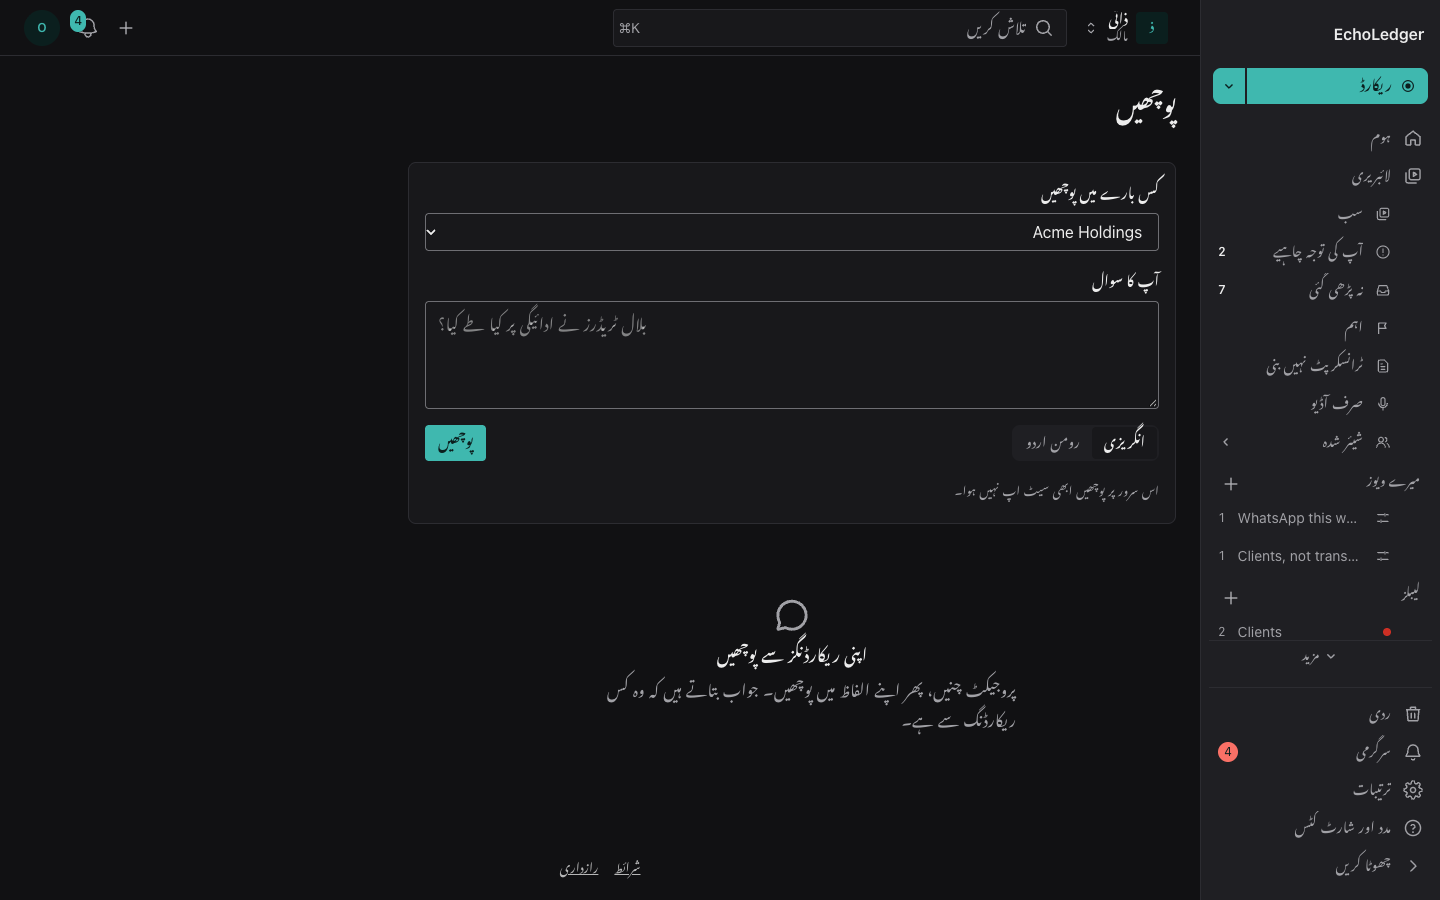 EchoLedger
ریکارڈ
ہوم
لائبریری
سب
آپ کی توجہ چاہیے 2
نہ پڑھی گئی 7
اہم
ٹرانسکرپٹ نہیں بنی
صرف آڈیو
شیئر شدہ
میرے ویوز
WhatsApp this w... 1
Clients, not trans... 1
لیبلز
Clients 2
مزید
ردی
سرگرمی 4
ترتیبات
مدد اور شارٹ کٹس
چھوٹا کریں
ذ ذاتی
مالک
تلاش کریں ⌘K
4
O
پوچھیں
کس بارے میں پوچھیں
Acme Holdings
آپ کا سوال
بلال ٹریڈرز نے ادائیگی پر کیا طے کیا؟
انگریزی رومن اردو پوچھیں
اس سرور پر پوچھیں ابھی سیٹ اپ نہیں ہوا۔
اپنی ریکارڈنگز سے پوچھیں
پروجیکٹ چنیں، پھر اپنے الفاظ میں پوچھیں۔ جواب بتاتے ہیں کہ وہ کس
ریکارڈنگ سے ہے۔
شرائط رازداری